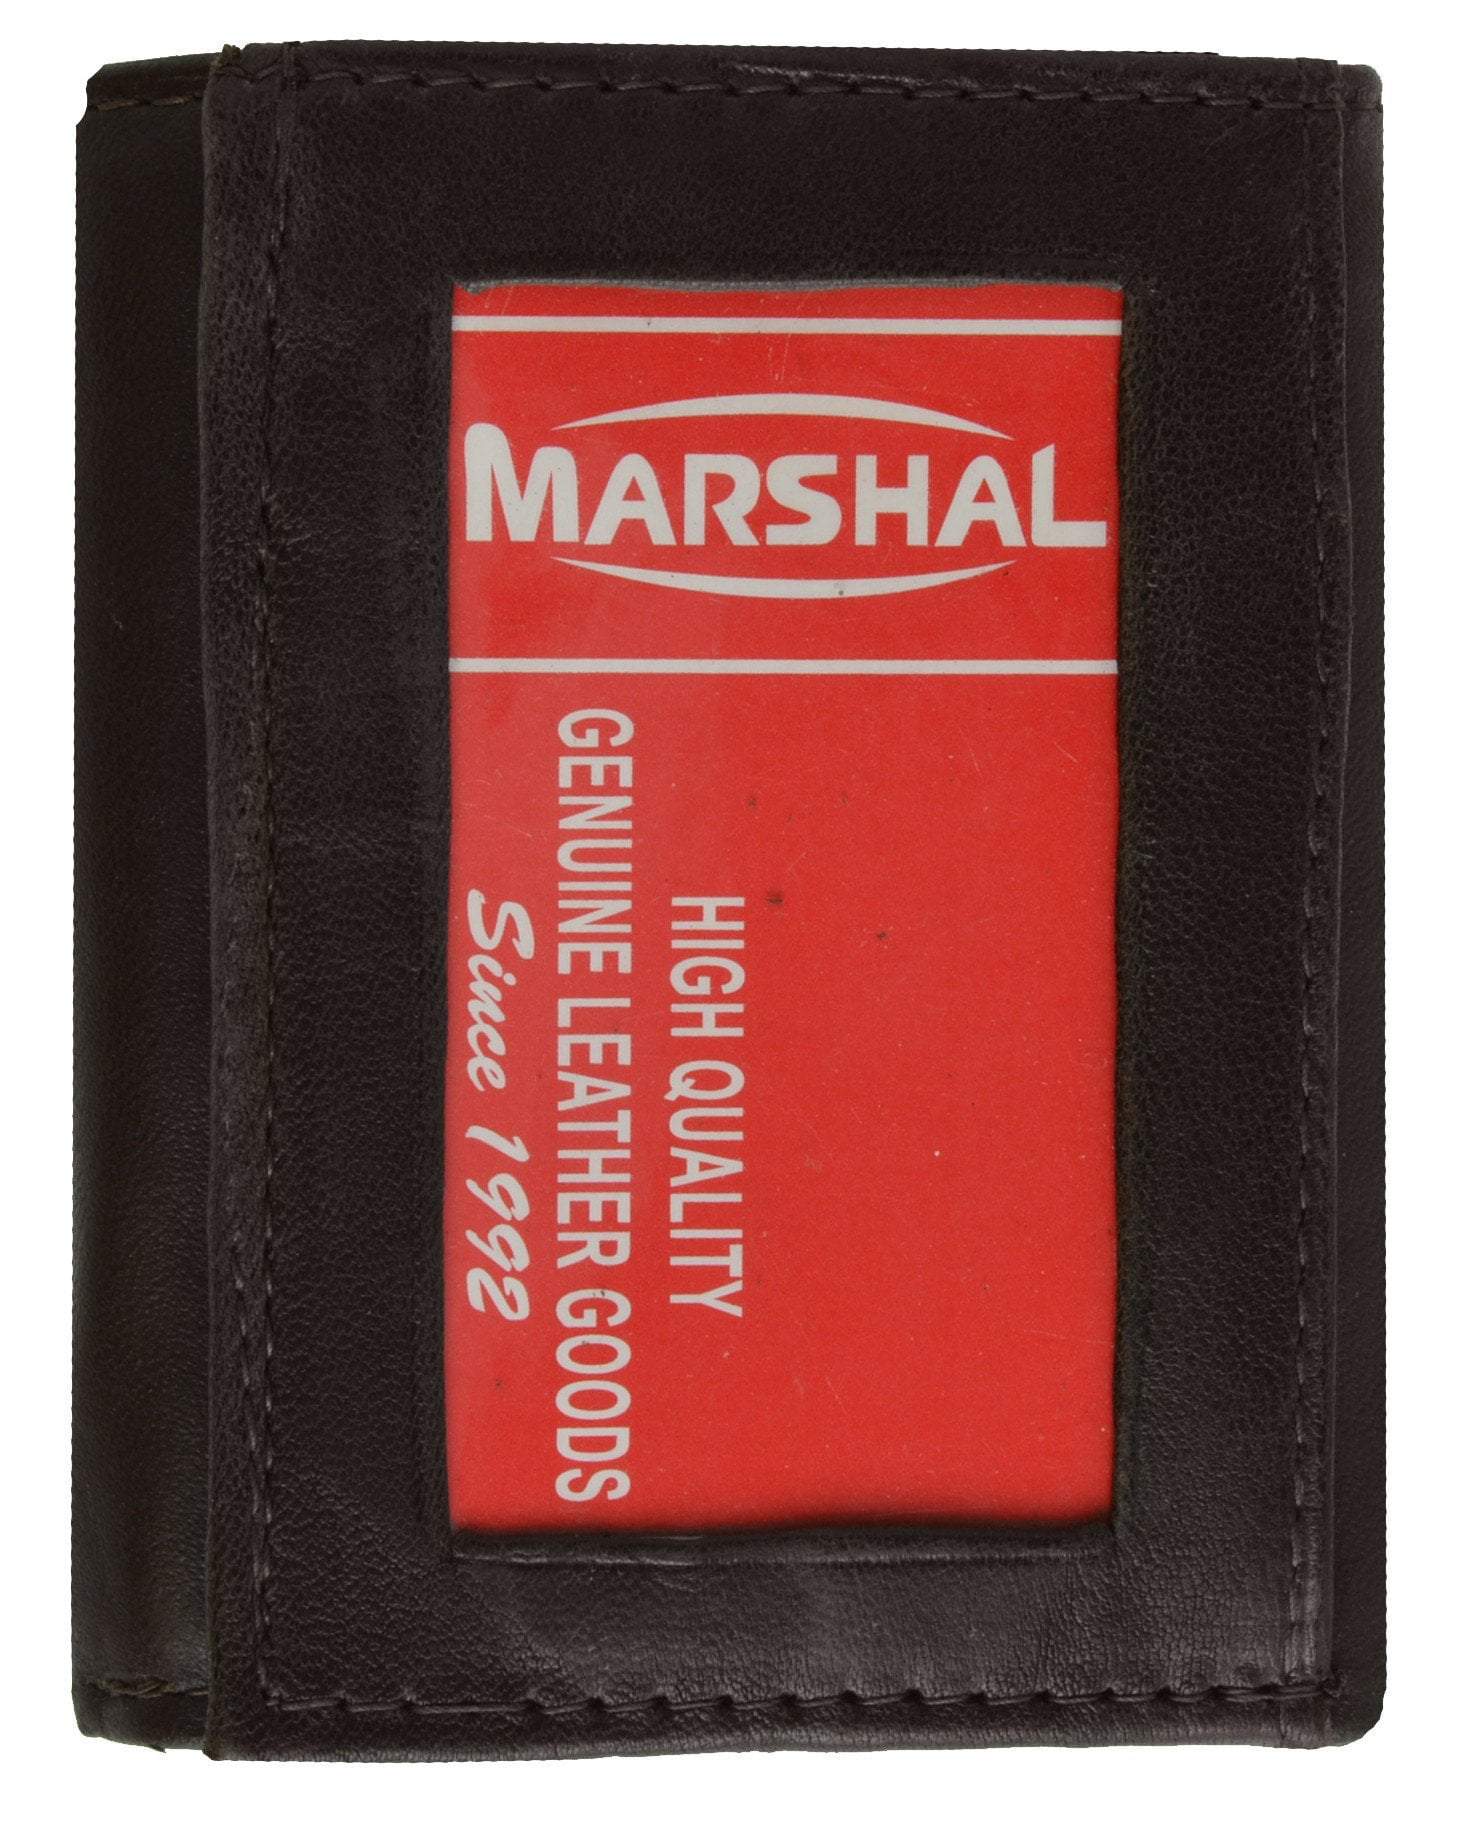 MARSHAL
HIGH QUALITY
GENUINE LEATHER GOODS
Since 1992